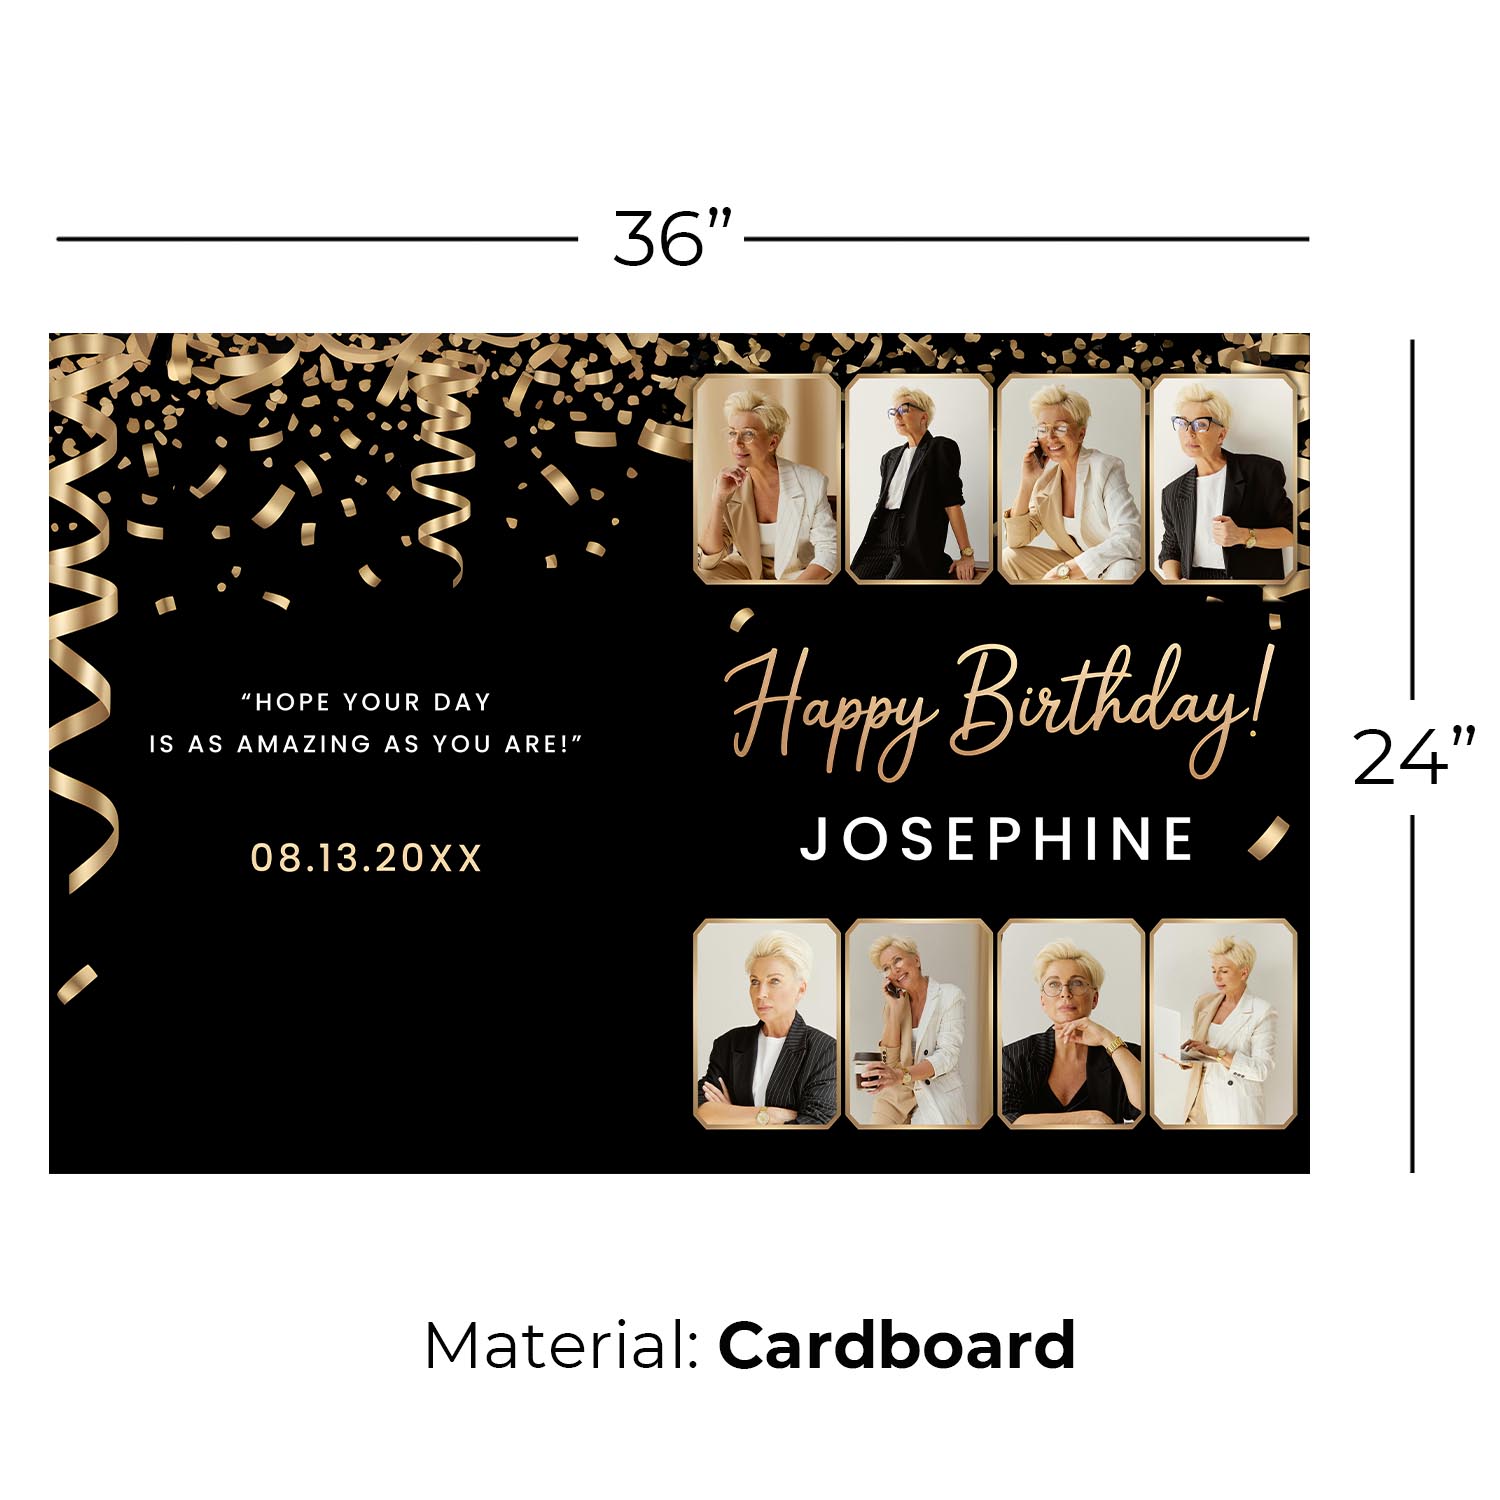 36”
“HOPE YOUR DAY
IS AS AMAZING AS YOU ARE!”
08.13.20XX
Happy Birthday!
JOSEPHINE
24”
Material: Cardboard